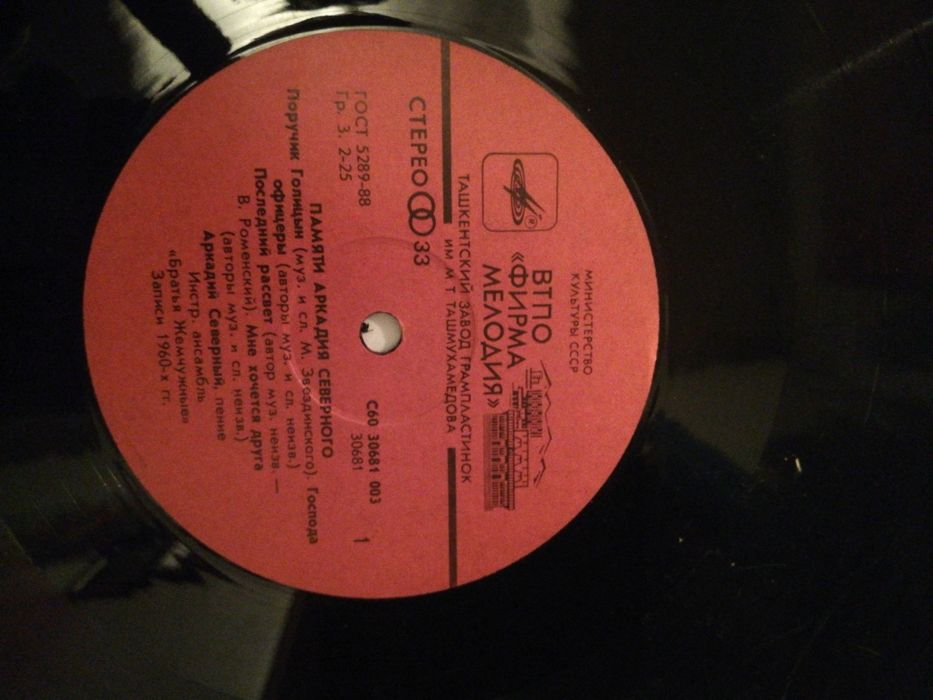 МИНИСТЕРСТВО
КУЛЬТУРЫ СССР
ВТПО
«ФИРМА
МЕЛОДИЯ»
®
ТАШКЕНТСКИЙ ЗАВОД ГРАМПЛАСТИНОК
ИМ М Т ТАШМУХАМЕДОВА
СТЕРЕО 33
ГОСТ 5289-88
Гр. 3. 2-25
С60 30681 003
30681 1
ПАМЯТИ АРКАДИЯ СЕВЕРНОГО
Поручик Голицын (муз. и сл. М. Звездинского). Господа
офицеры (авторы муз. и сл. неизв.)
Последний рассвет (автор муз. неизв. —
В. Роменский). Мне хочется друга
(авторы муз. и сл. неизв.)
Аркадий Северный, пение
Инстр. ансамбль
«Братья Жемчужные»
Записи 1960-х гг.